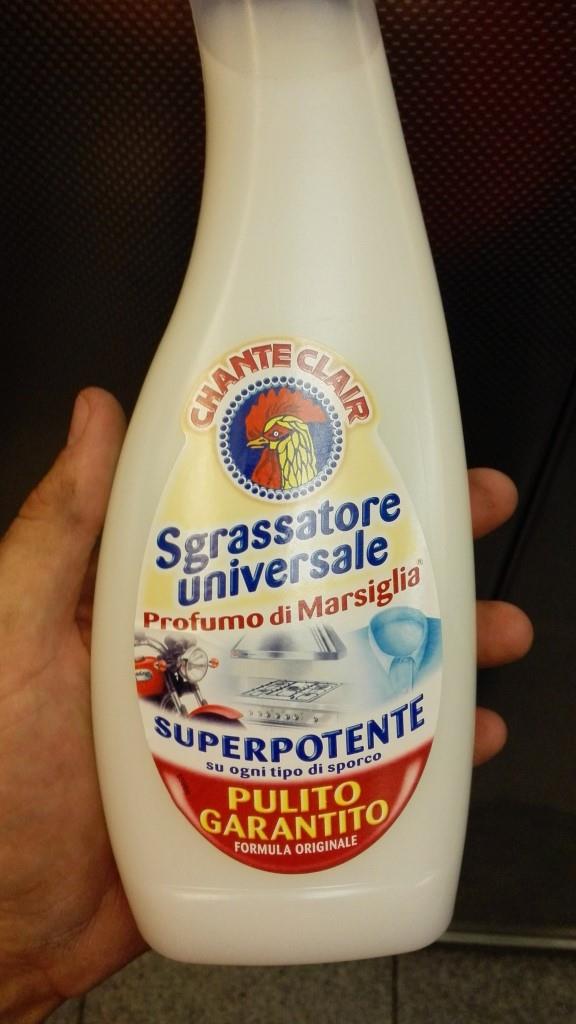 CHANTE CLAIR
Sgrassatore
universale
Profumo di Marsiglia®
SUPERPOTENTE
su ogni tipo di sporco
PULITO
GARANTITO
FORMULA ORIGINALE